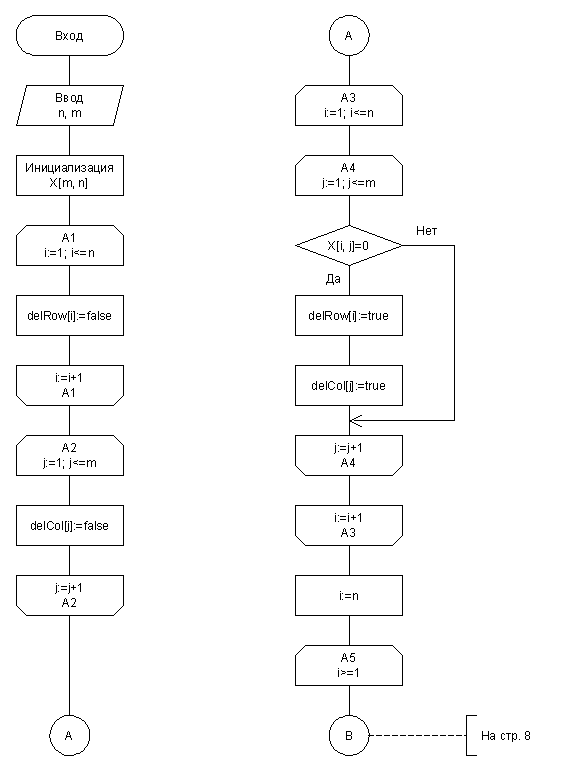 Вход
Ввод
n, m
Инициализация
X[m, n]
A1
i:=1; i<=n
delRow[i]:=false
i:=i+1
A1
A2
j:=1; j<=m
delCol[j]:=false
j:=j+1
A2
A
A
A3
i:=1; i<=n
A4
j:=1; j<=m
X[i, j]=0
Нет
Да
delRow[i]:=true
delCol[j]:=true
j:=j+1
A4
i:=i+1
A3
i:=n
A5
i>=1
B
На стр. 8